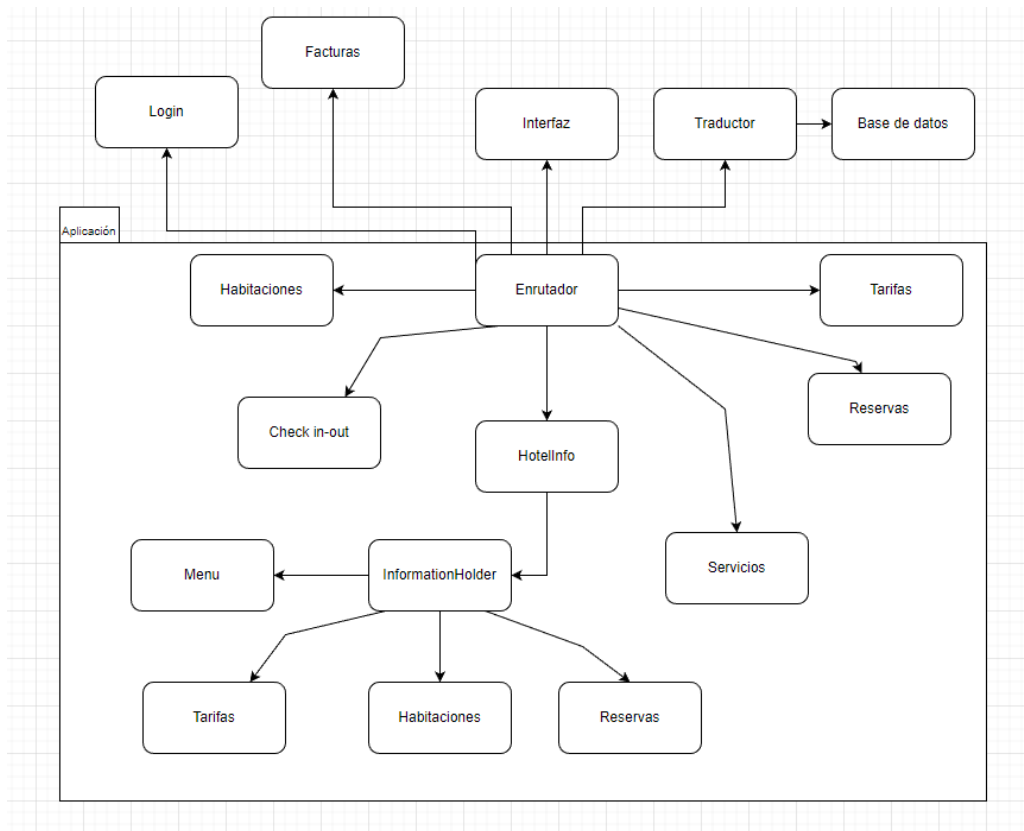 Facturas
Login
Interfaz
Traductor
Base de datos
Aplicación
Habitaciones
Enrutador
Tarifas
Reservas
Check in-out
HotelInfo
Servicios
Menu
InformationHolder
Tarifas
Habitaciones
Reservas